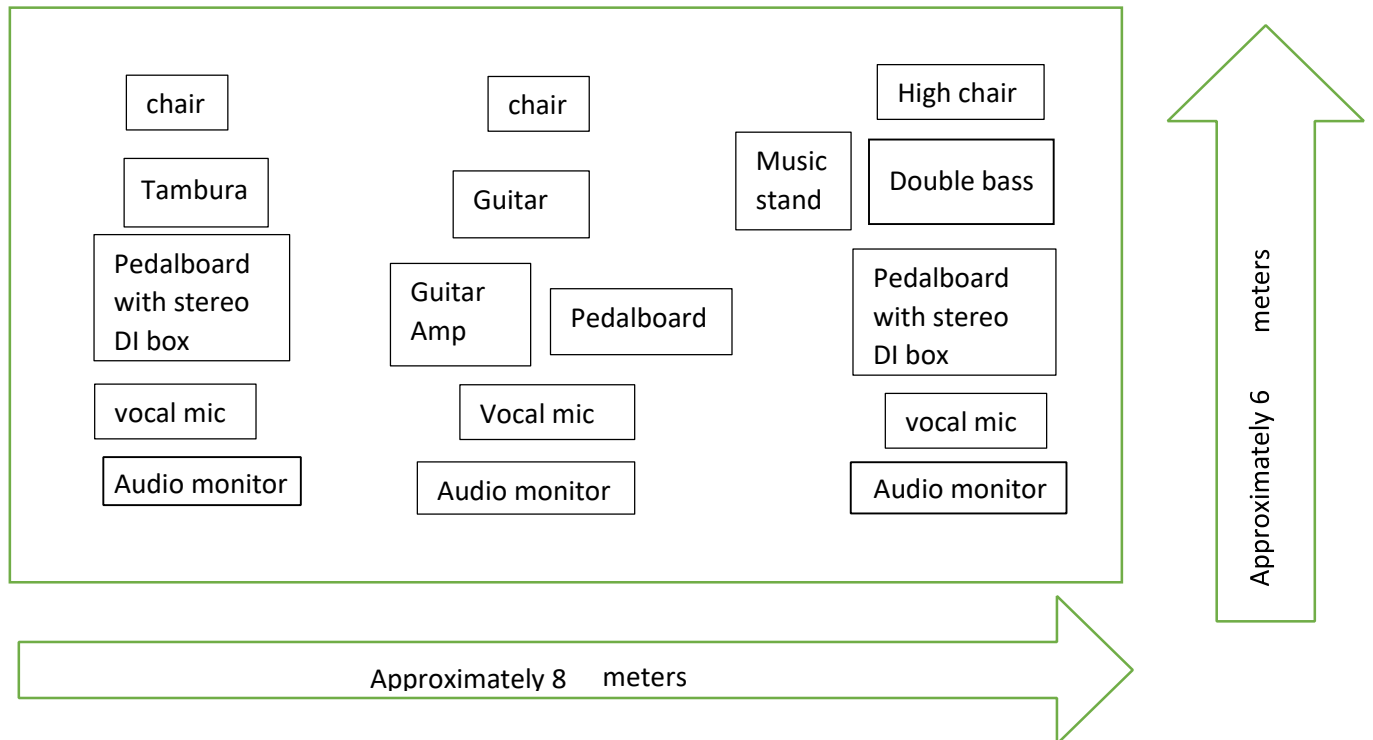 chair
chair
High chair
Tambura
Guitar
Music
stand
Double bass
Pedalboard
with stereo
DI box
Guitar
Amp
Pedalboard
Pedalboard
with stereo
DI box
vocal mic
Vocal mic
vocal mic
Audio monitor
Audio monitor
Audio monitor
Approximately 6 meters
Approximately 8 meters